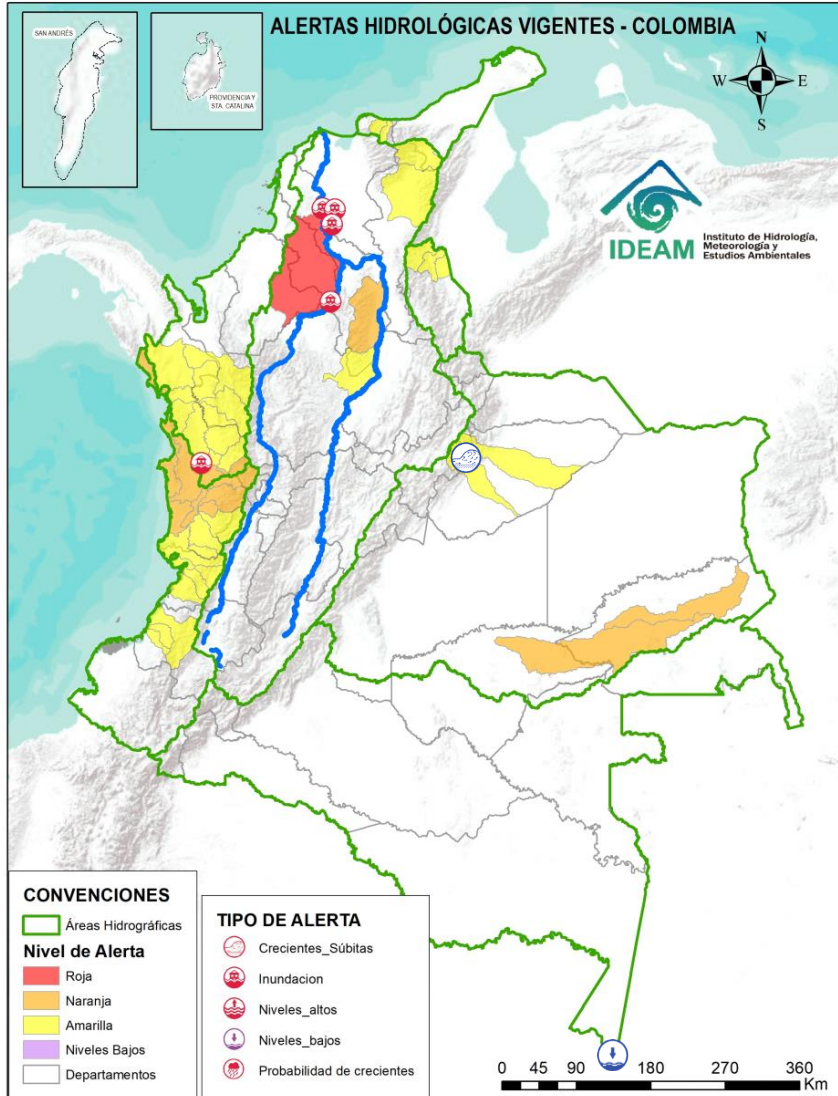 ALERTAS HIDROLÓGICAS VIGENTES - COLOMBIA
SAN ANDRÉS
PROVIDENCIA Y
STA. CATALINA
N
W
E
S
IDEAM
Instituto de Hidrología,
Meteorología y
Estudios Ambientales
CONVENCIONES
Áreas Hidrográficas
Nivel de Alerta
Roja
Naranja
Amarilla
Niveles Bajos
Departamentos
TIPO DE ALERTA
Crecientes_Súbitas
Inundacion
Niveles_altos
Niveles_bajos
Probabilidad de crecientes
0 45 90 180 270 360
Km